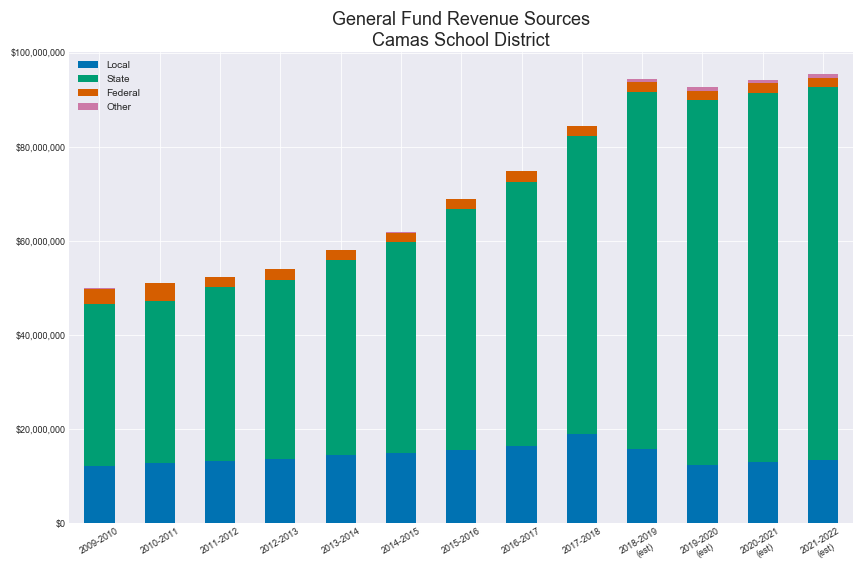 General Fund Revenue Sources
Camas School District
$100,000,000
$80,000,000
$60,000,000
$40,000,000
$20,000,000
$0
Local
State
Federal
Other
2009-2010
2010-2011
2011-2012
2012-2013
2013-2014
2014-2015
2015-2016
2016-2017
2017-2018
2018-2019
(est)
2019-2020
(est)
2020-2021
(est)
2021-2022
(est)